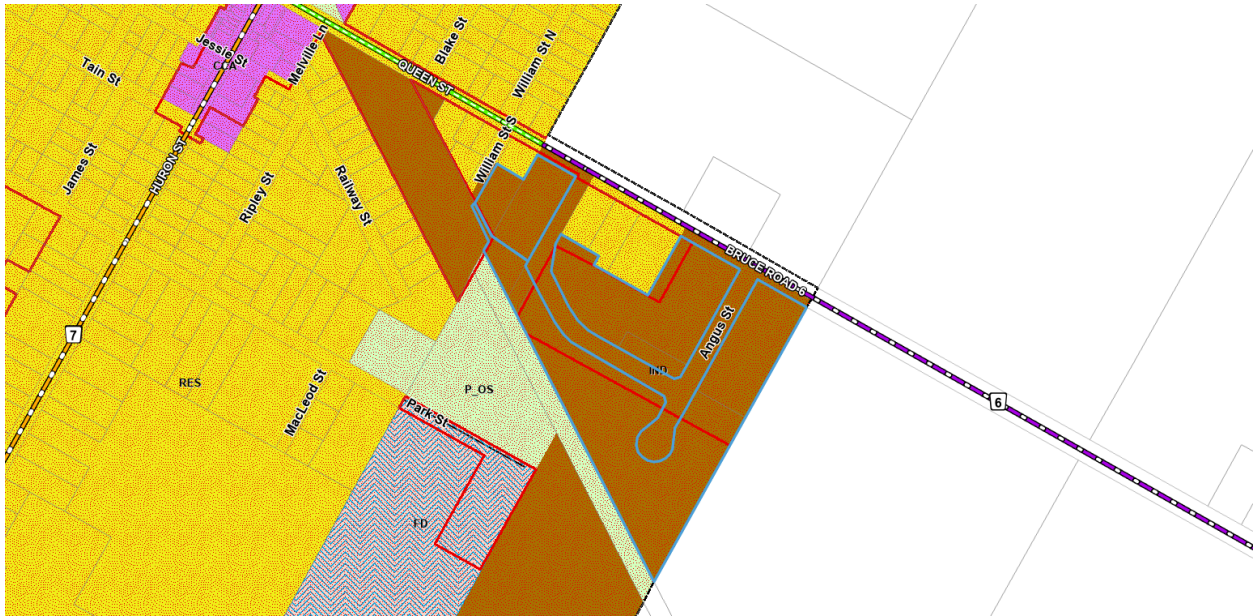 Jessie St
Tain St
CCA
Melville Ln
Blake St
William St N
QUEEN ST
James St
HURON ST
Ripley St
Railway St
William St S
BRUCE ROAD 6
Angus St
7
RES
MacLeod St
P_OS
Park St
IND
6
FD